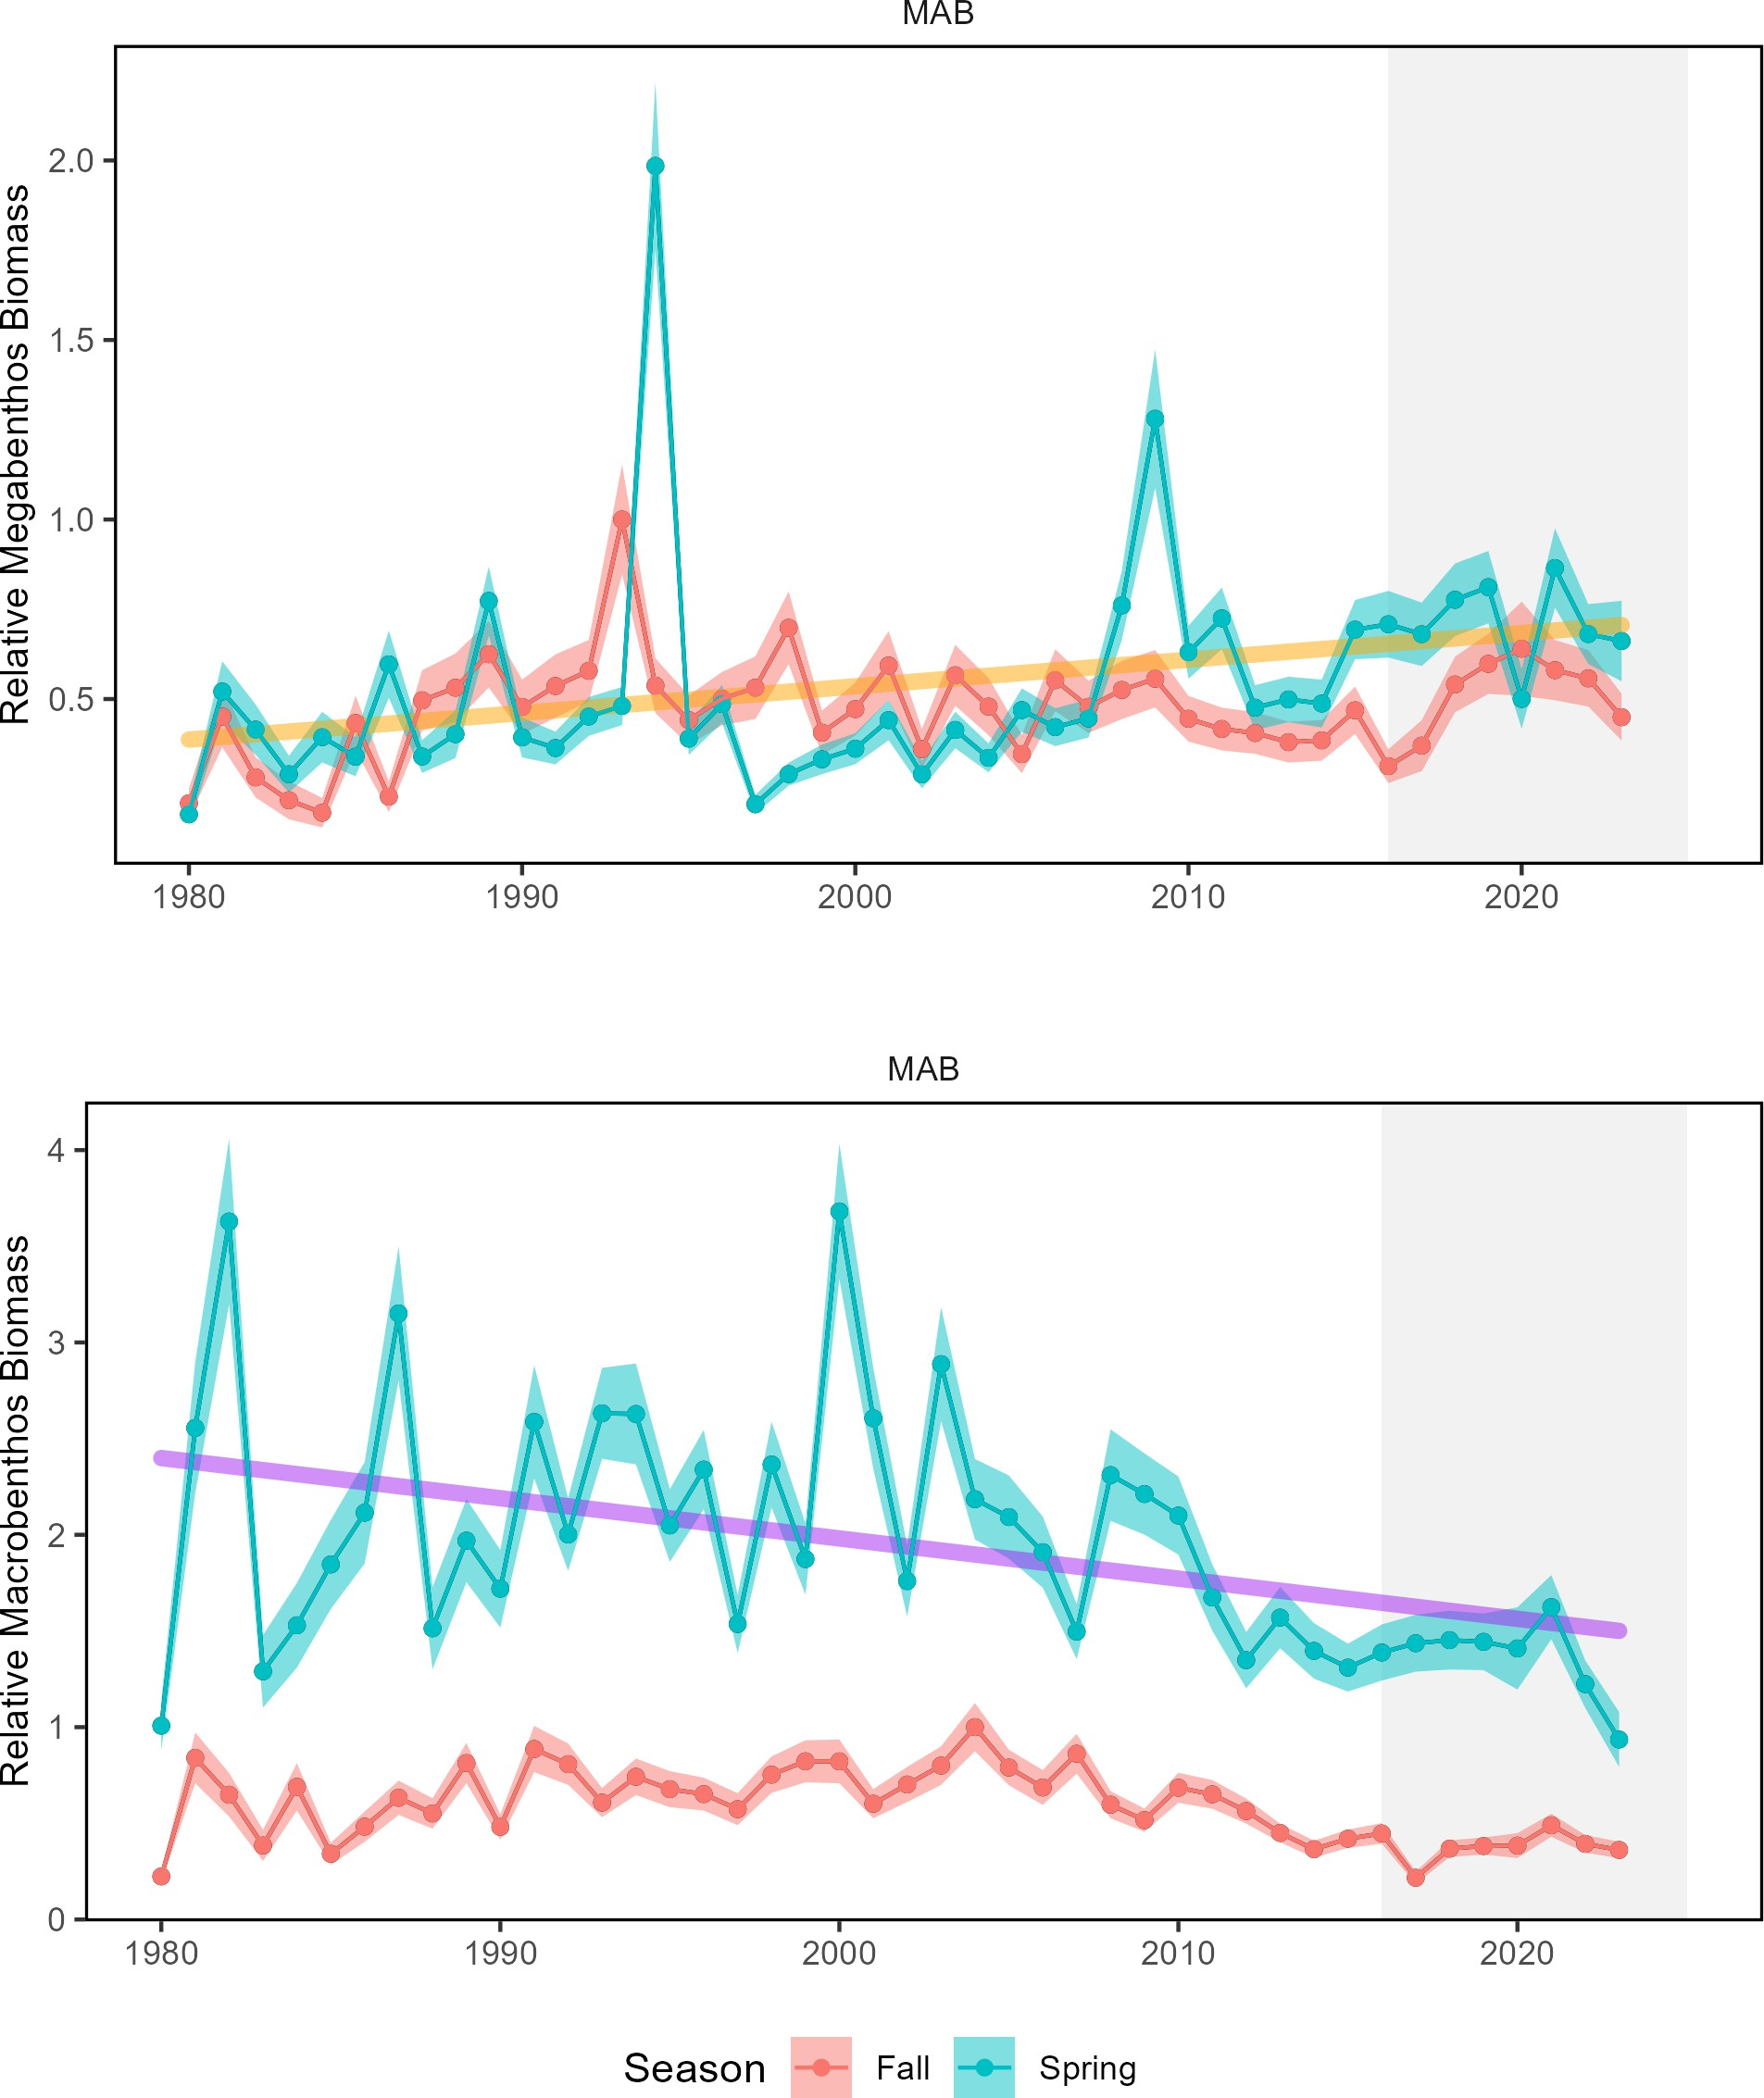 MAB
Relative Megabenthos Biomass
2.0
1.5
1.0
0.5
1980 1990 2000 2010 2020
MAB
Relative Macrobenthos Biomass
4
3
2
1
0
1980 1990 2000 2010 2020
Season Fall Spring